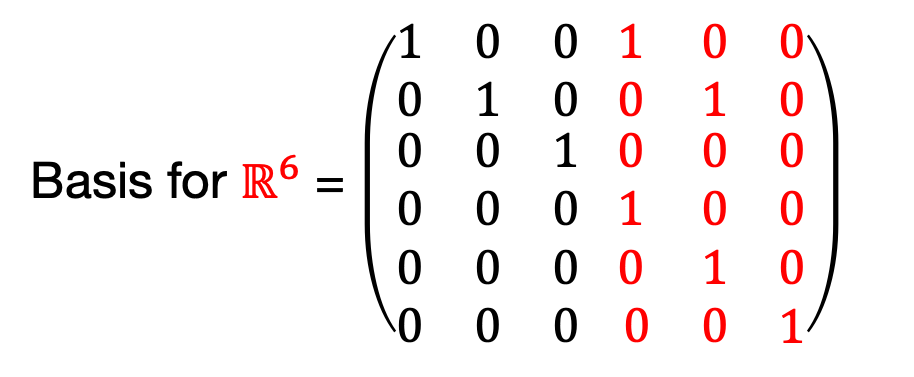 1 0 0 1 0 0
0 1 0 0 1 0
0 0 1 0 0 0
Basis for ℝ⁶ =
0 0 0 1 0 0
0 0 0 0 1 0
0 0 0 0 0 1